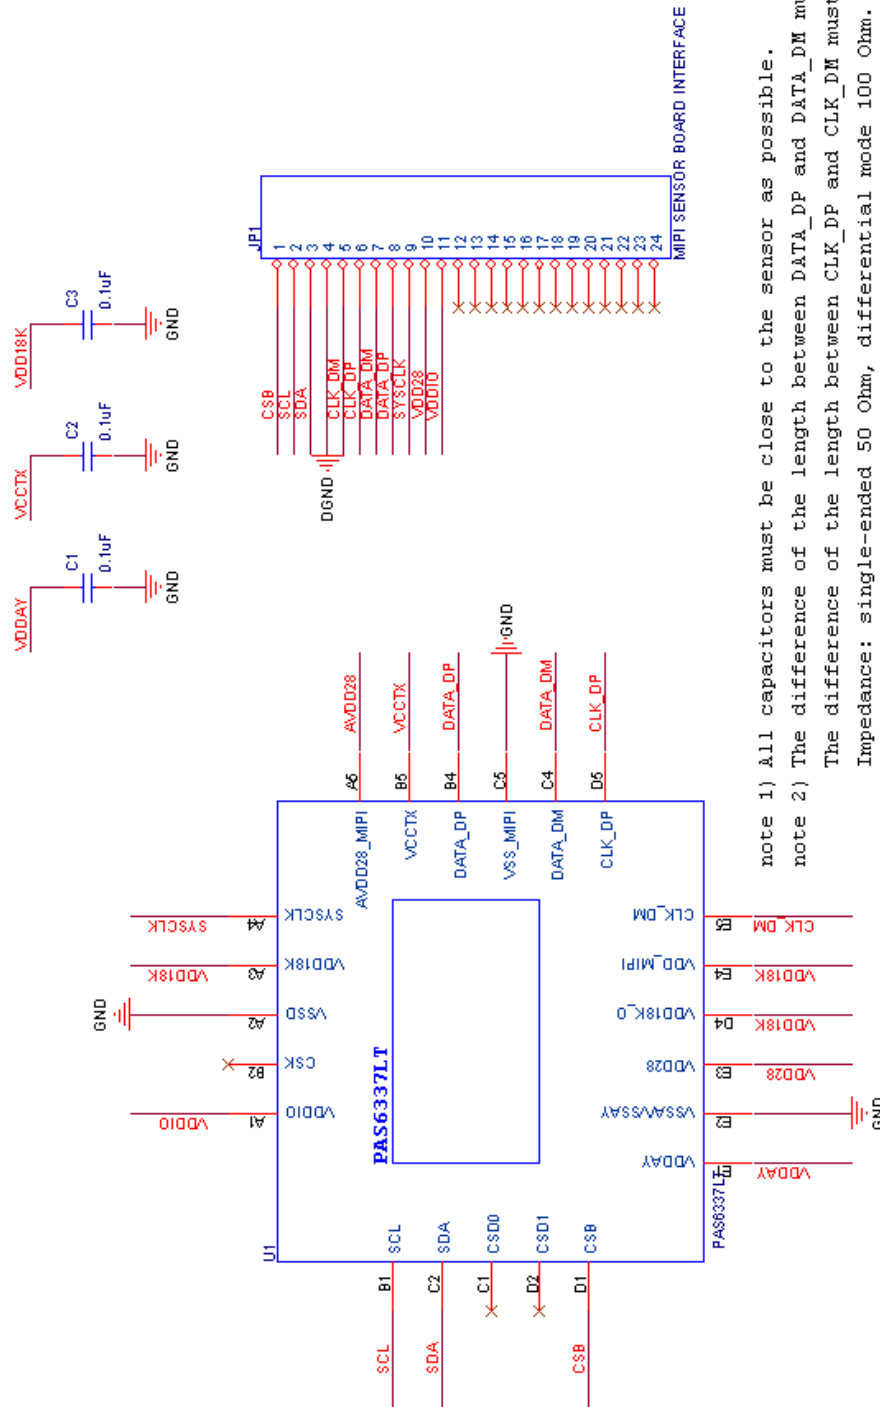 VDDAY
C1
0.1uF
GND
VCCTX
C2
0.1uF
GND
VDD18K
C3
0.1uF
GND
U1
PAS6337LT
PAS6337LT
SCL
B1
SCL
SDA
C2
SDA
C1
CSD0
D2
CSD1
CSB
D1
CSB
VDDIO
A1
VDDIO
B2
CSK
GND
A2
VSSD
VDD18K
A3
VDD18K
SYSCLK
A4
SYSCLK
AVDD28_MIPI
A5
AVDD28
VCCTX
B5
VCCTX
DATA_DP
B4
DATA_DP
VSS_MIPI
C5
GND
DATA_DM
C4
DATA_DM
CLK_DP
D5
CLK_DP
VDDAY
E1
VDDAY
VSSA/VSSAY
E2
GND
VDD28
E3
VDD28
VDD18K_O
D4
VDD18K
VDD_MIPI
E4
VDD18K
CLK_DM
E5
CLK_DM
JP1
CSB 1
SCL 2
SDA 3
DGND 4
CLK_DM 5
CLK_DP 6
DATA_DM 7
DATA_DP 8
SYSCLK 9
VDD28 10
VDDIO 11
12
13
14
15
16
17
18
19
20
21
22
23
24
MIPI SENSOR BOARD INTERFACE
note 1) All capacitors must be close to the sensor as possible.
note 2) The difference of the length between DATA_DP and DATA_DM
The difference of the length between CLK_DP and CLK_DM must
Impedance: single-ended 50 Ohm, differential mode 100 Ohm.